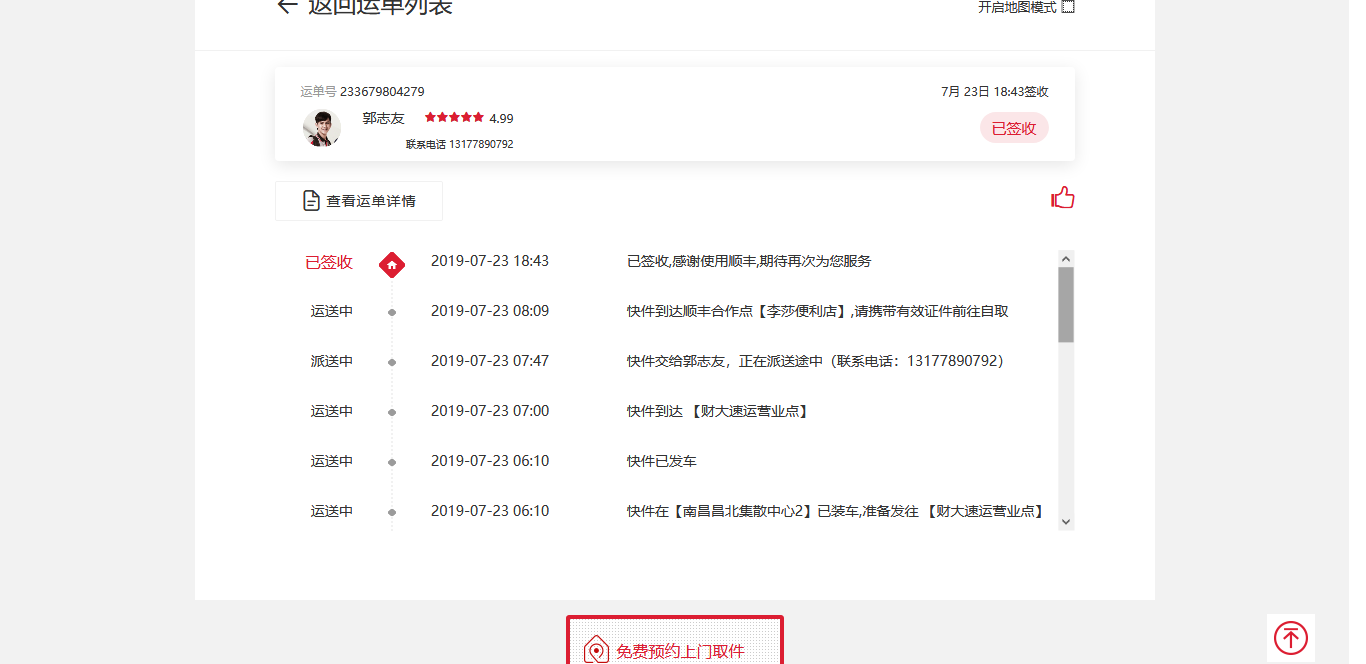 返回运单列表
开启地图模式
运单号 233679804279
7月 23日 18:43签收
郭志友 4.99
已签收
联系电话 13177890792
查看运单详情
已签收 2019-07-23 18:43 已签收,感谢使用顺丰,期待再次为您服务
运送中 2019-07-23 08:09 快件到达顺丰合作点【李莎便利店】,请携带有效证件前往自取
派送中 2019-07-23 07:47 快件交给郭志友，正在派送途中（联系电话：13177890792）
运送中 2019-07-23 07:00 快件到达 【财大速运营业点】
运送中 2019-07-23 06:10 快件已发车
运送中 2019-07-23 06:10 快件在【南昌昌北集散中心2】已装车,准备发往 【财大速运营业点】
免费预约上门取件